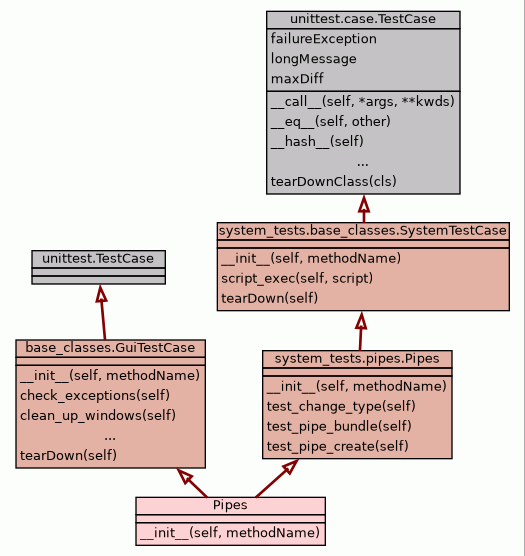 unittest.case.TestCase
failureException
longMessage
maxDiff
__call__(self, *args, **kwds)
__eq__(self, other)
__hash__(self)
...
tearDownClass(cls)
system_tests.base_classes.SystemTestCase
__init__(self, methodName)
script_exec(self, script)
tearDown(self)
unittest.TestCase
base_classes.GuiTestCase
__init__(self, methodName)
check_exceptions(self)
clean_up_windows(self)
...
tearDown(self)
system_tests.pipes.Pipes
__init__(self, methodName)
test_change_type(self)
test_pipe_bundle(self)
test_pipe_create(self)
Pipes
__init__(self, methodName)